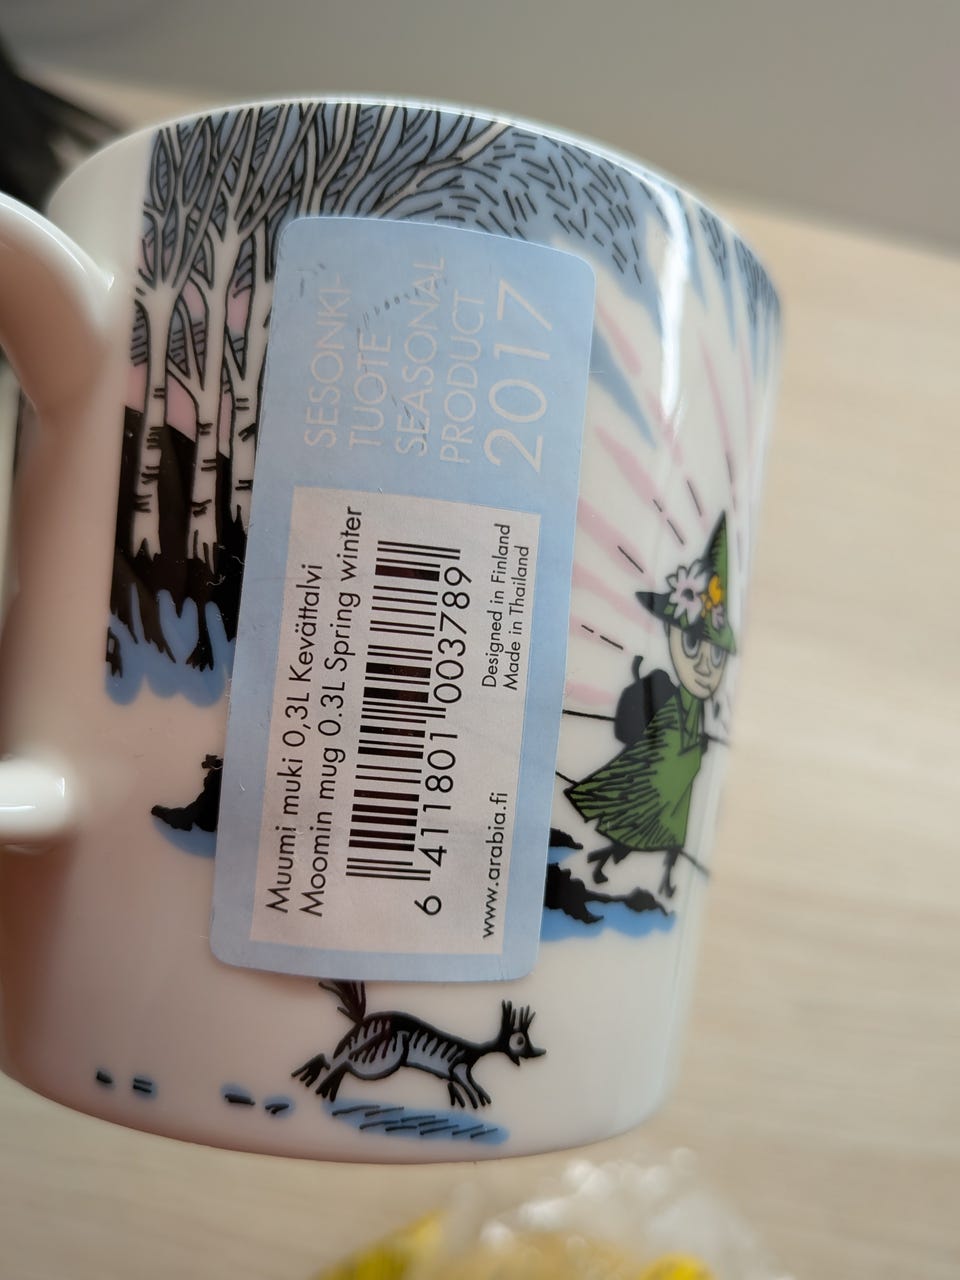 SESONKI-
TUOTE
SEASONAL
PRODUCT
2017
Muumi muki 0,3L Kevättalvi
Moomin mug 0.3L Spring winter
6 411801 003789
www.arabia.fi
Designed in Finland
Made in Thailand